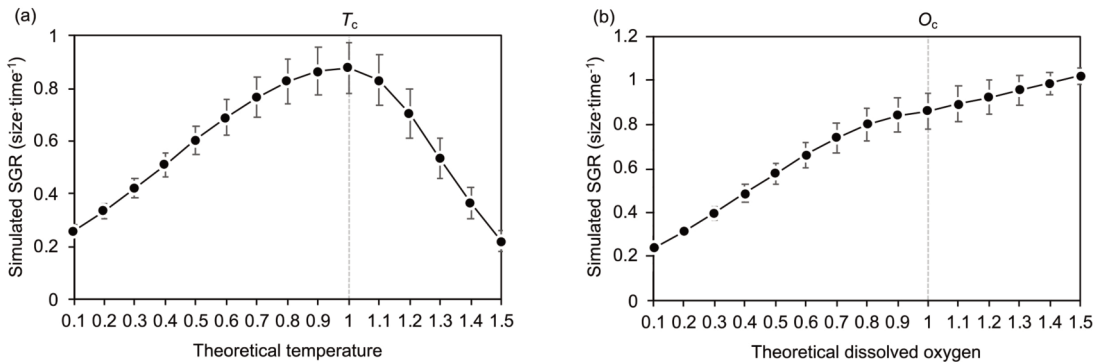 (a)
T_c
Simulated SGR (size·time⁻¹)
1
0.8
0.6
0.4
0.2
0
0.1 0.2 0.3 0.4 0.5 0.6 0.7 0.8 0.9 1 1.1 1.2 1.3 1.4 1.5
Theoretical temperature
(b)
O_c
Simulated SGR (size·time⁻¹)
1.2
1
0.8
0.6
0.4
0.2
0
0.1 0.2 0.3 0.4 0.5 0.6 0.7 0.8 0.9 1 1.1 1.2 1.3 1.4 1.5
Theoretical dissolved oxygen